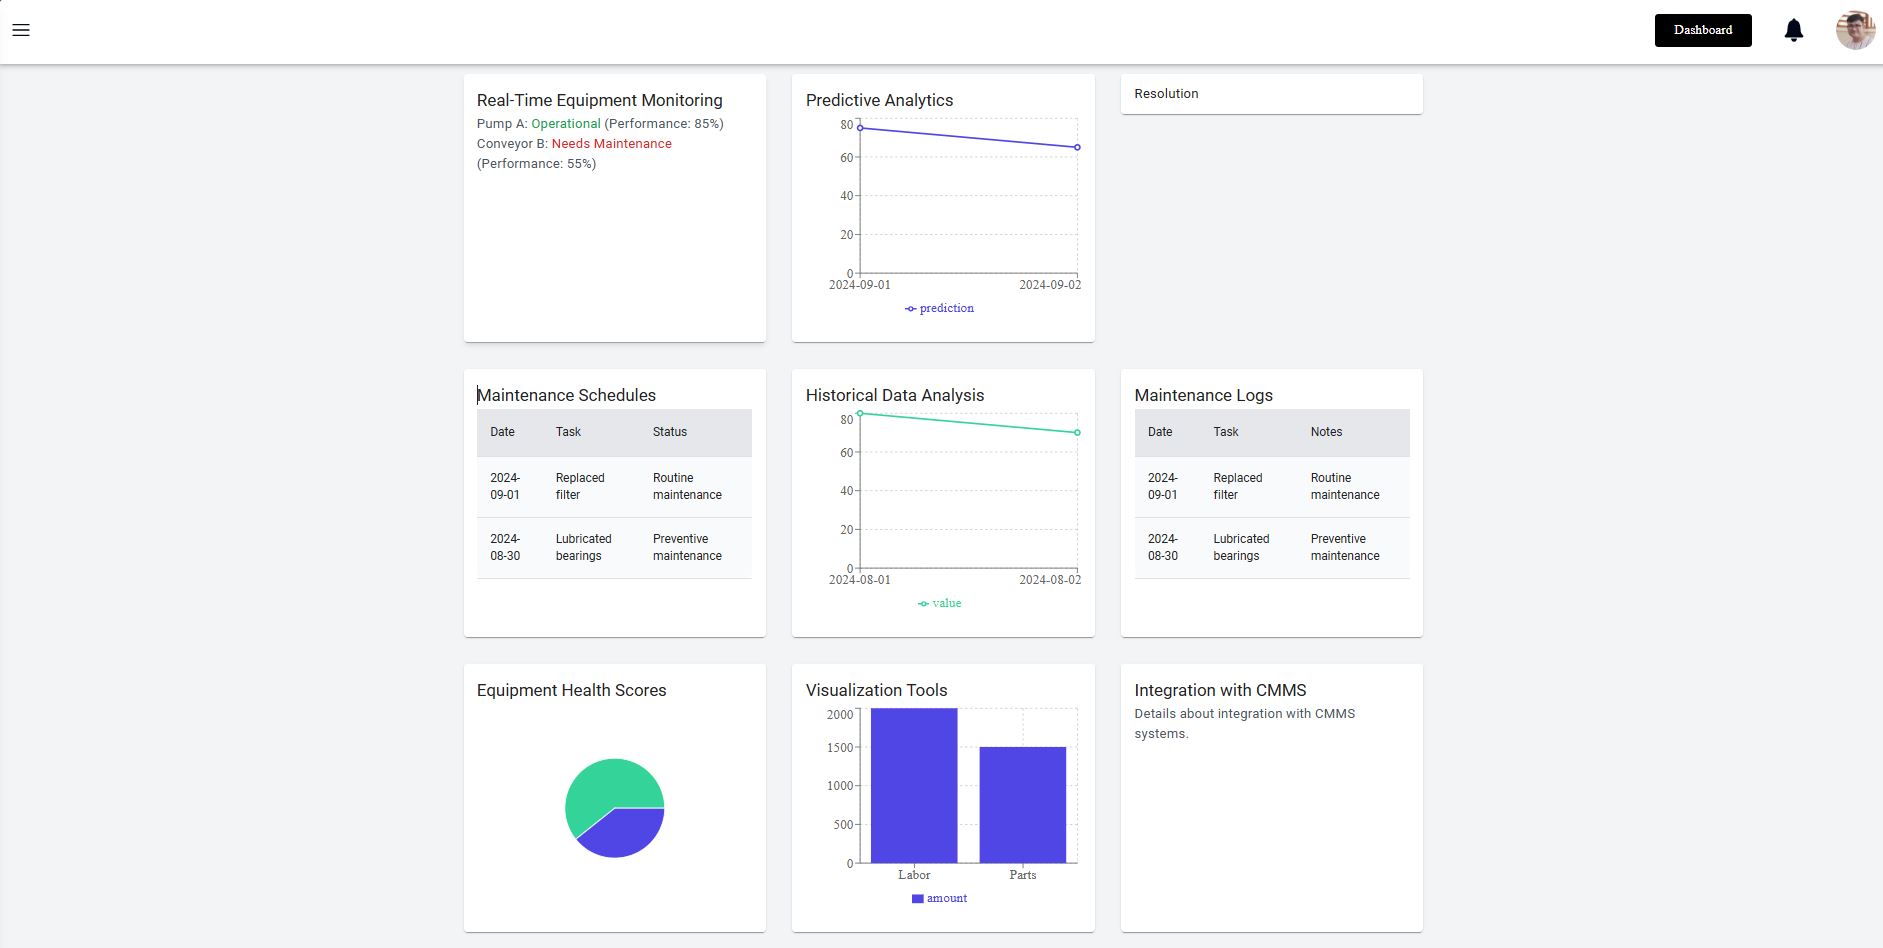 Dashboard
Real-Time Equipment Monitoring
Pump A: Operational (Performance: 85%)
Conveyor B: Needs Maintenance
(Performance: 55%)
Predictive Analytics
80
60
40
20
0
2024-09-01
2024-09-02
prediction
Resolution
Maintenance Schedules
Date Task Status
2024- Replaced Routine
09-01 filter maintenance
2024- Lubricated Preventive
08-30 bearings maintenance
Historical Data Analysis
80
60
40
20
0
2024-08-01
2024-08-02
value
Maintenance Logs
Date Task Notes
2024- Replaced Routine
09-01 filter maintenance
2024- Lubricated Preventive
08-30 bearings maintenance
Equipment Health Scores
Visualization Tools
2000
1500
1000
500
0
Labor
Parts
amount
Integration with CMMS
Details about integration with CMMS
systems.